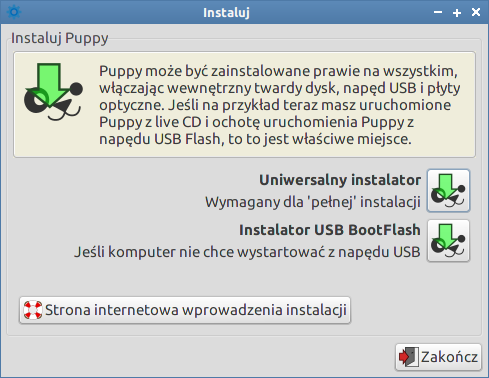 Instaluj
Instaluj Puppy
Puppy może być zainstalowane prawie na wszystkim,
włączając wewnętrzny twardy dysk, napęd USB i płyty
optyczne. Jeśli na przykład teraz masz uruchomione
Puppy z live CD i ochotę uruchomienia Puppy z
napędu USB Flash, to to jest właściwe miejsce.
Uniwersalny instalator
Wymagany dla 'pełnej' instalacji
Instalator USB BootFlash
Jeśli komputer nie chce wystartować z napędu USB
Strona internetowa wprowadzenia instalacji
Zakończ